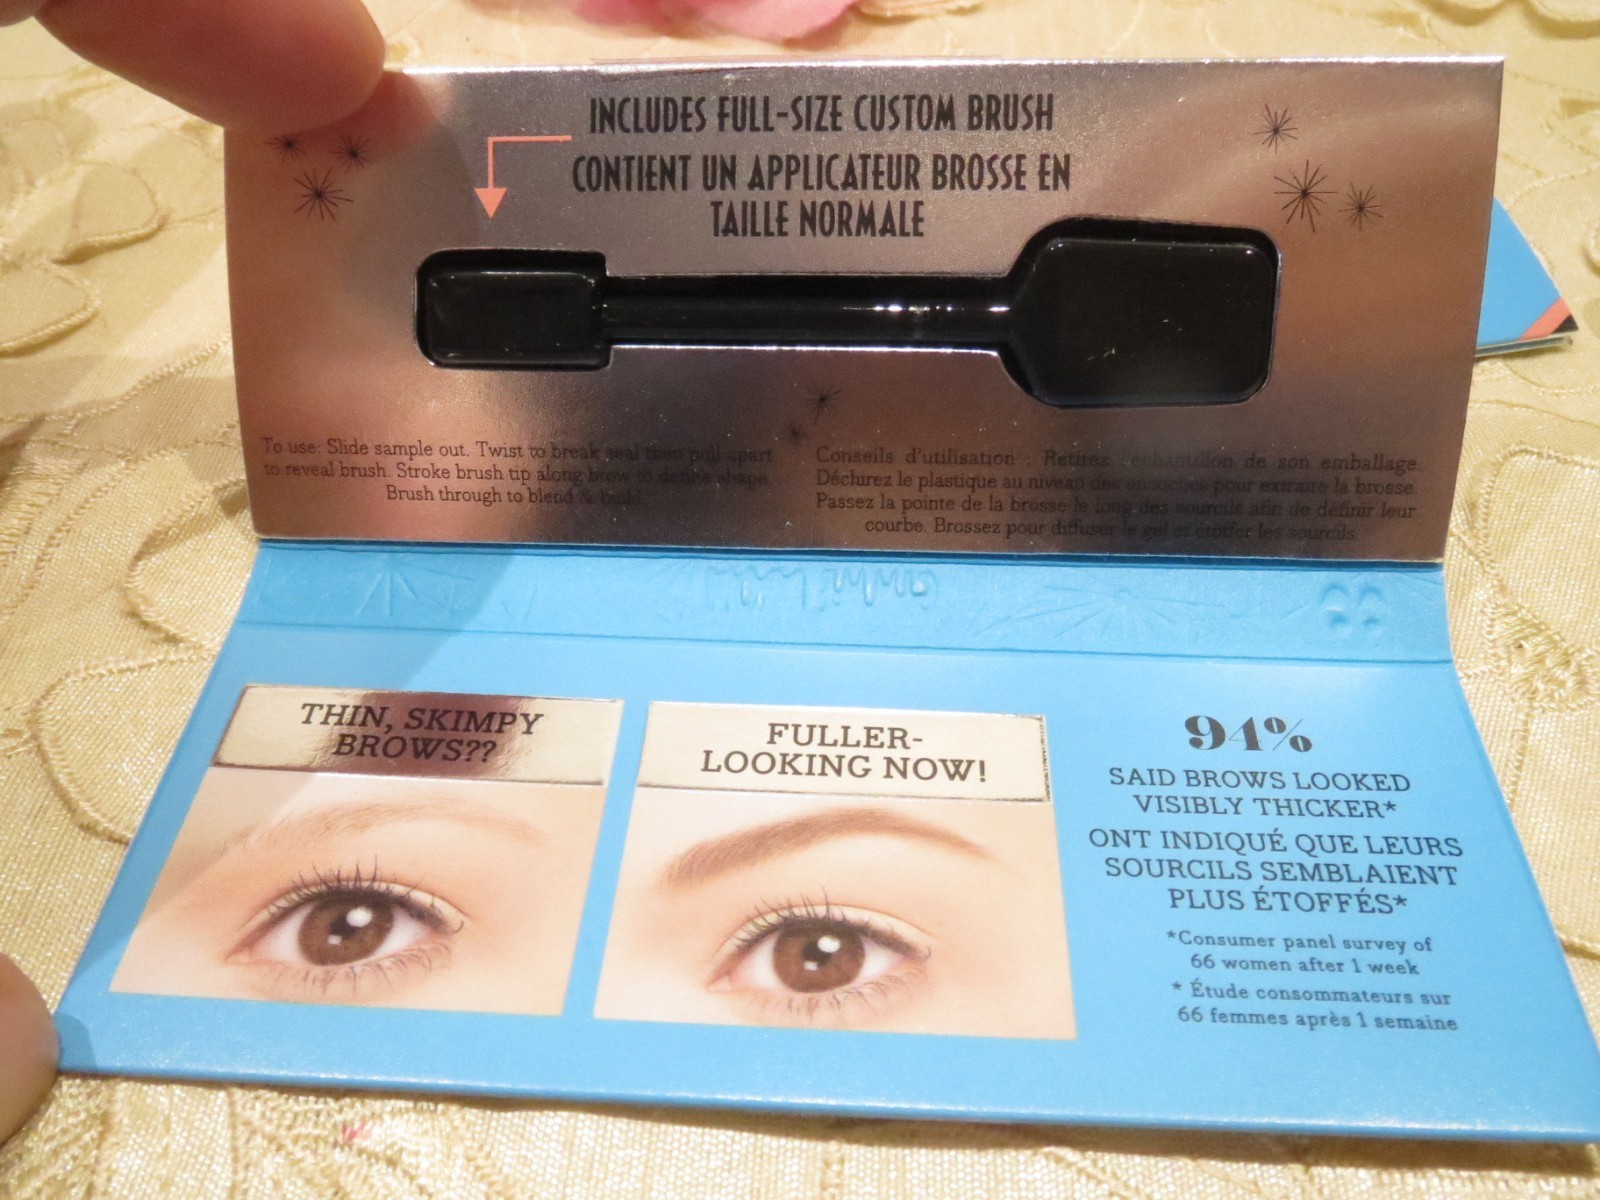 INCLUDES FULL-SIZE CUSTOM BRUSH
CONTIENT UN APPLICATEUR BROSSE EN
TAILLE NORMALE
To use: Slide sample out. Twist to break seal then pull apart
to reveal brush. Stroke brush tip along brow to define shape.
Brush through to blend & build.
Conseils d'utilisation : Retirez l'échantillon de son emballage.
Déchirez le plastique au niveau des encoches pour extraire la brosse.
Passez la pointe de la brosse le long des sourcils afin de définir leur
courbe. Brossez pour diffuser le gel et étoffer les sourcils.
THIN, SKIMPY
BROWS??
FULLER-
LOOKING NOW!
94%
SAID BROWS LOOKED
VISIBLY THICKER*
ONT INDIQUÉ QUE LEURS
SOURCILS SEMBLAIENT
PLUS ÉTOFFÉS*
*Consumer panel survey of
66 women after 1 week
* Étude consommateurs sur
66 femmes après 1 semaine